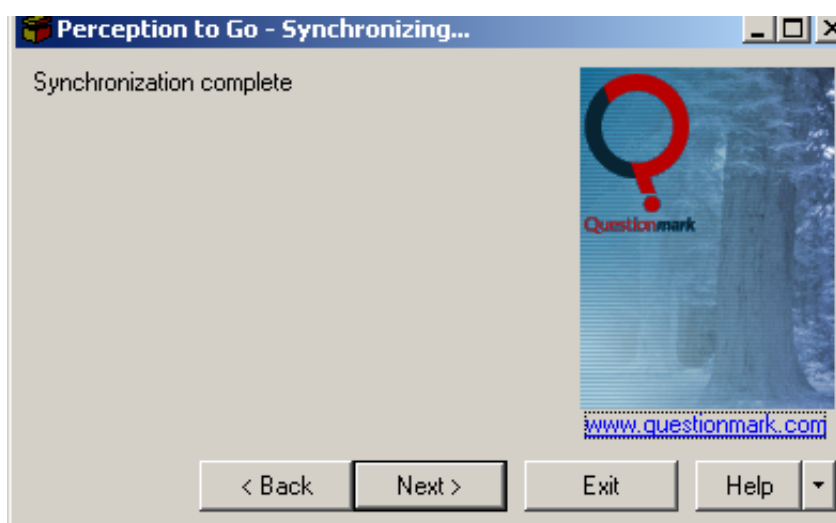 Perception to Go - Synchronizing...
Synchronization complete
Questionmark
www.questionmark.com
< Back Next > Exit Help